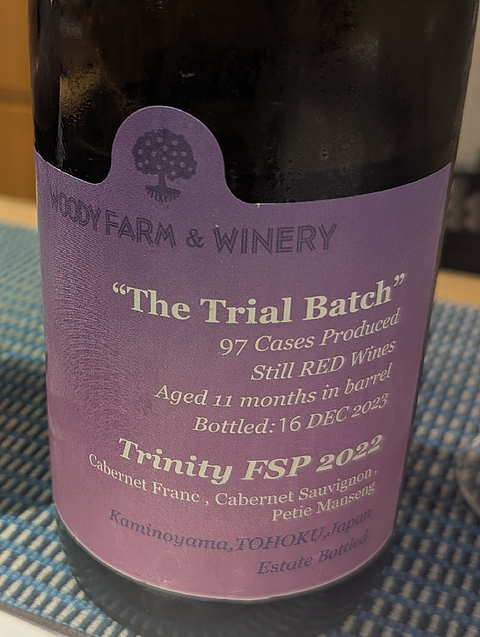 WOODY FARM & WINERY
“The Trial Batch”
97 Cases Produced
Still RED Wines
Aged 11 months in barrel
Bottled:16 DEC 2023
Trinity FSP 2022
Cabernet Franc , Cabernet Sauvignon,
Petie Manseng
Kaminoyama,TOHOKU,Japan
Estate Bottled